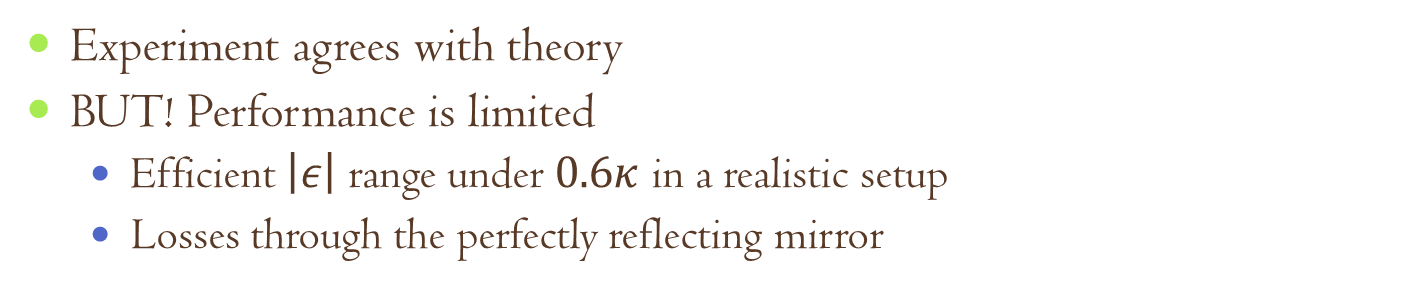 Experiment agrees with theory
BUT! Performance is limited
Efficient |ϵ| range under 0.6κ in a realistic setup
Losses through the perfectly reflecting mirror